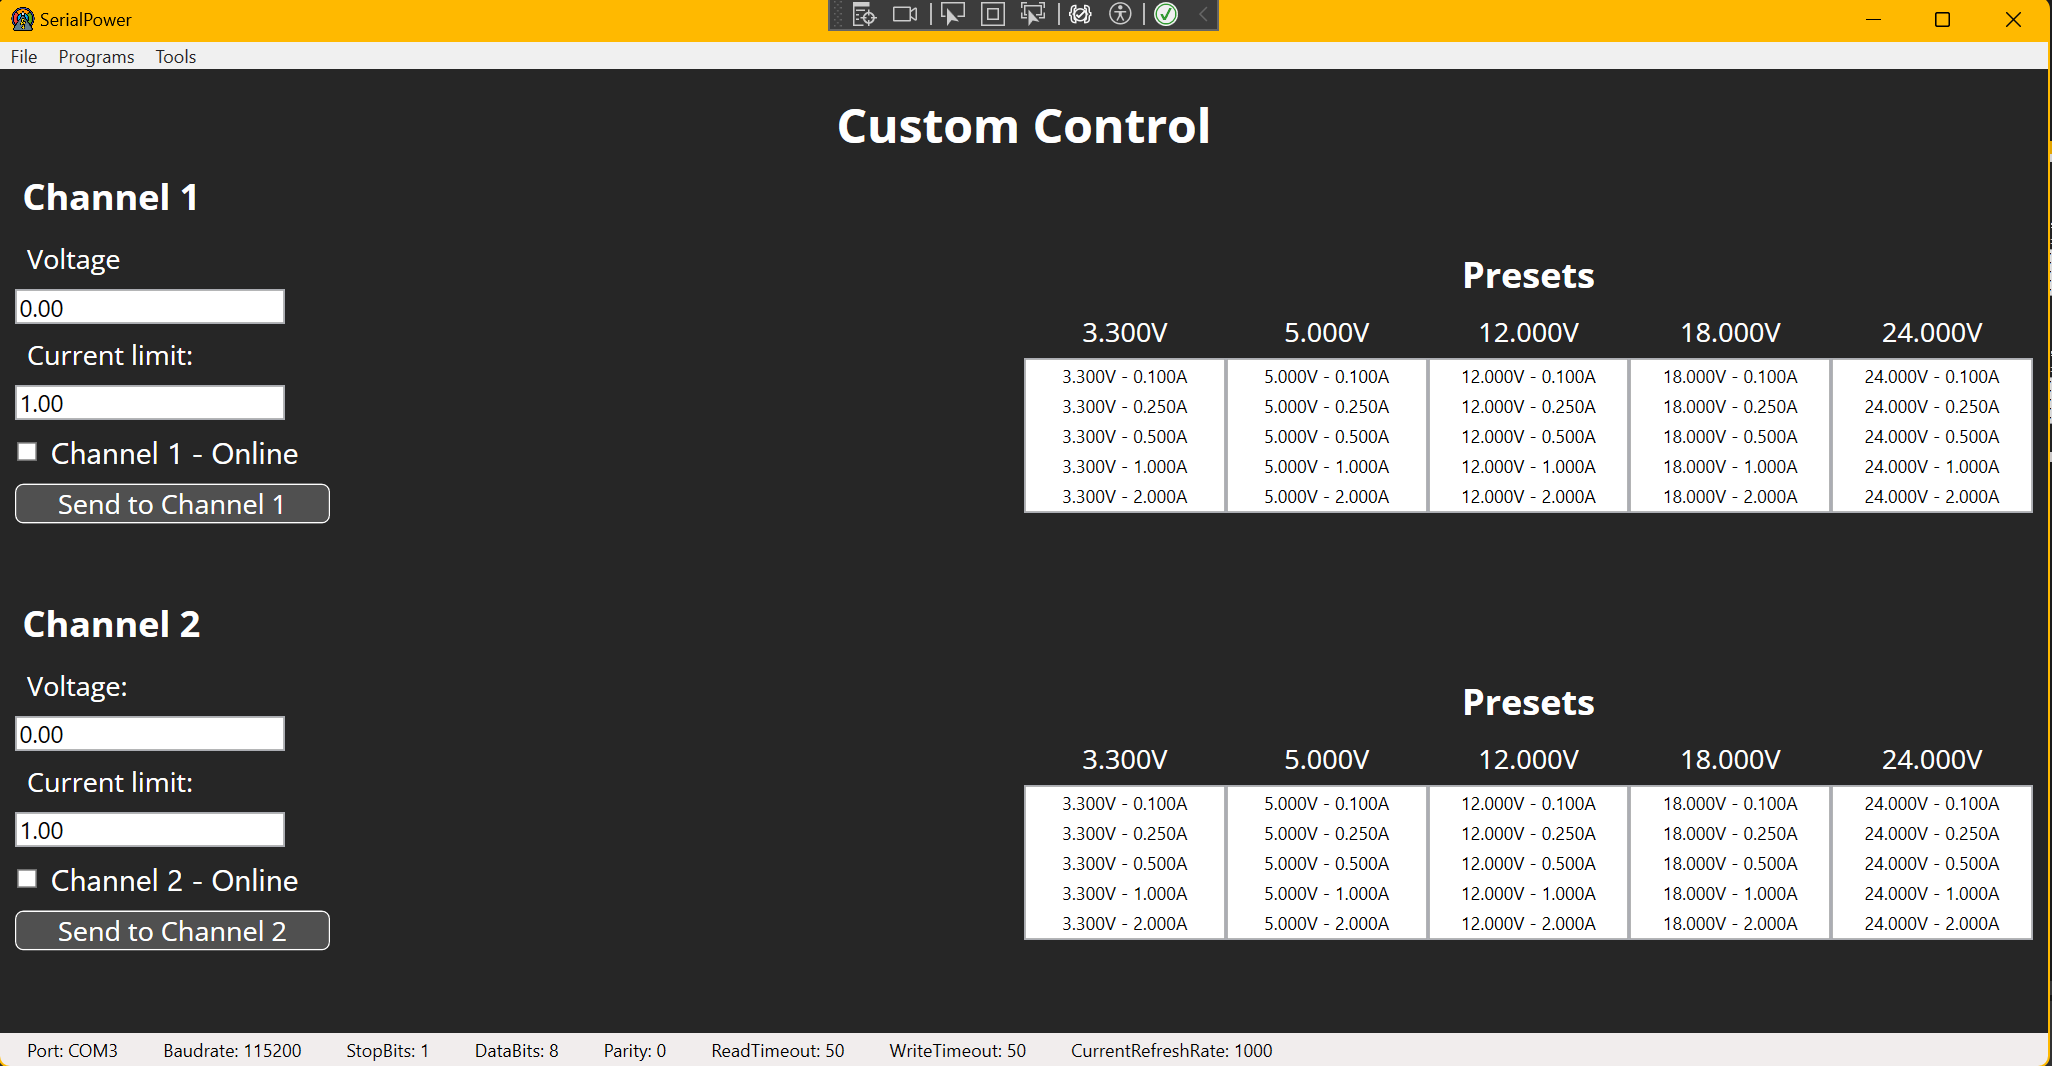 SerialPower
File Programs Tools
Custom Control
Channel 1
Voltage
0.00
Current limit:
1.00
Channel 1 - Online
Send to Channel 1
Presets
3.300V 5.000V 12.000V 18.000V 24.000V
3.300V - 0.100A 5.000V - 0.100A 12.000V - 0.100A 18.000V - 0.100A 24.000V - 0.100A
3.300V - 0.250A 5.000V - 0.250A 12.000V - 0.250A 18.000V - 0.250A 24.000V - 0.250A
3.300V - 0.500A 5.000V - 0.500A 12.000V - 0.500A 18.000V - 0.500A 24.000V - 0.500A
3.300V - 1.000A 5.000V - 1.000A 12.000V - 1.000A 18.000V - 1.000A 24.000V - 1.000A
3.300V - 2.000A 5.000V - 2.000A 12.000V - 2.000A 18.000V - 2.000A 24.000V - 2.000A
Channel 2
Voltage:
0.00
Current limit:
1.00
Channel 2 - Online
Send to Channel 2
Presets
3.300V 5.000V 12.000V 18.000V 24.000V
3.300V - 0.100A 5.000V - 0.100A 12.000V - 0.100A 18.000V - 0.100A 24.000V - 0.100A
3.300V - 0.250A 5.000V - 0.250A 12.000V - 0.250A 18.000V - 0.250A 24.000V - 0.250A
3.300V - 0.500A 5.000V - 0.500A 12.000V - 0.500A 18.000V - 0.500A 24.000V - 0.500A
3.300V - 1.000A 5.000V - 1.000A 12.000V - 1.000A 18.000V - 1.000A 24.000V - 1.000A
3.300V - 2.000A 5.000V - 2.000A 12.000V - 2.000A 18.000V - 2.000A 24.000V - 2.000A
Port: COM3 Baudrate: 115200 StopBits: 1 DataBits: 8 Parity: 0 ReadTimeout: 50 WriteTimeout: 50 CurrentRefreshRate: 1000